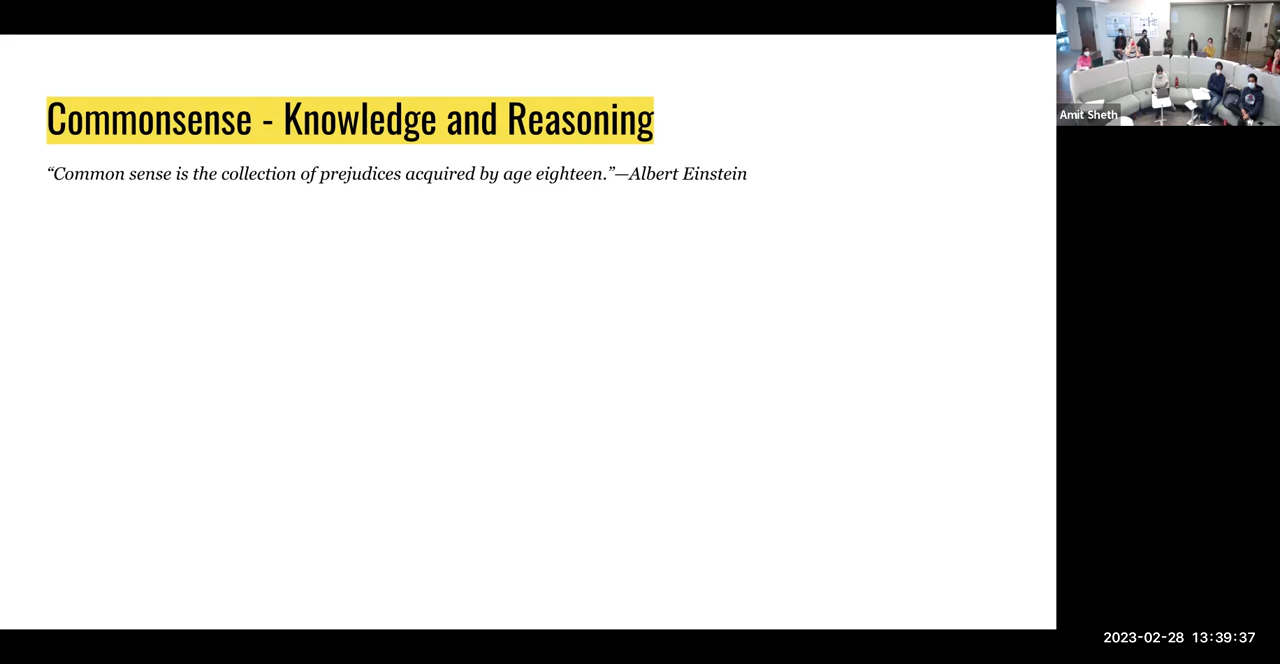 Commonsense - Knowledge and Reasoning
“Common sense is the collection of prejudices acquired by age eighteen.”—Albert Einstein
Amit Sheth
2023-02-28 13:39:37